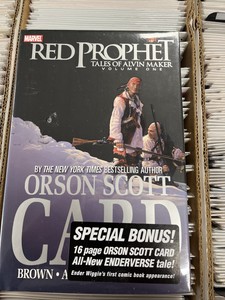 MARVEL
RED PROPHET
TALES OF ALVIN MAKER
VOLUME ONE
BY THE NEW YORK TIMES BESTSELLING AUTHOR
ORSON SCOTT
CARD
BROWN • A
SPECIAL BONUS!
16 page ORSON SCOTT CARD
All-New ENDERVERSE tale!
Ender Wiggin's first comic book appearance!